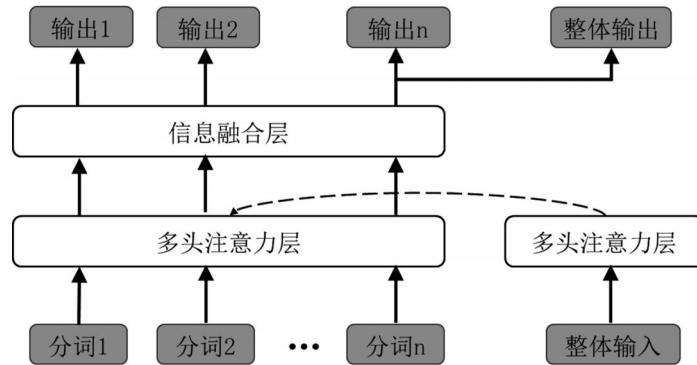 输出1 输出2 输出n 整体输出
信息融合层
多头注意力层 多头注意力层
分词1 分词2 ••• 分词n 整体输入